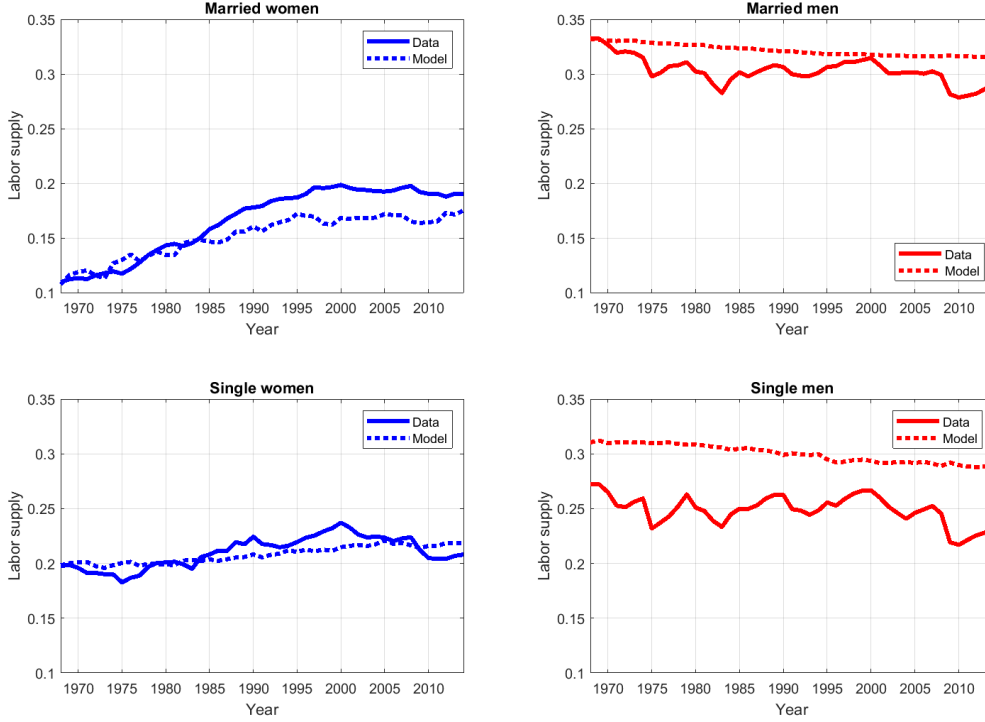 Married women
0.35
0.3
0.25
0.2
0.15
0.1
Labor supply
Data
Model
1970 1975 1980 1985 1990 1995 2000 2005 2010
Year
Married men
0.35
0.3
0.25
0.2
0.15
0.1
Labor supply
Data
Model
1970 1975 1980 1985 1990 1995 2000 2005 2010
Year
Single women
0.35
0.3
0.25
0.2
0.15
0.1
Labor supply
Data
Model
1970 1975 1980 1985 1990 1995 2000 2005 2010
Year
Single men
0.35
0.3
0.25
0.2
0.15
0.1
Labor supply
Data
Model
1970 1975 1980 1985 1990 1995 2000 2005 2010
Year